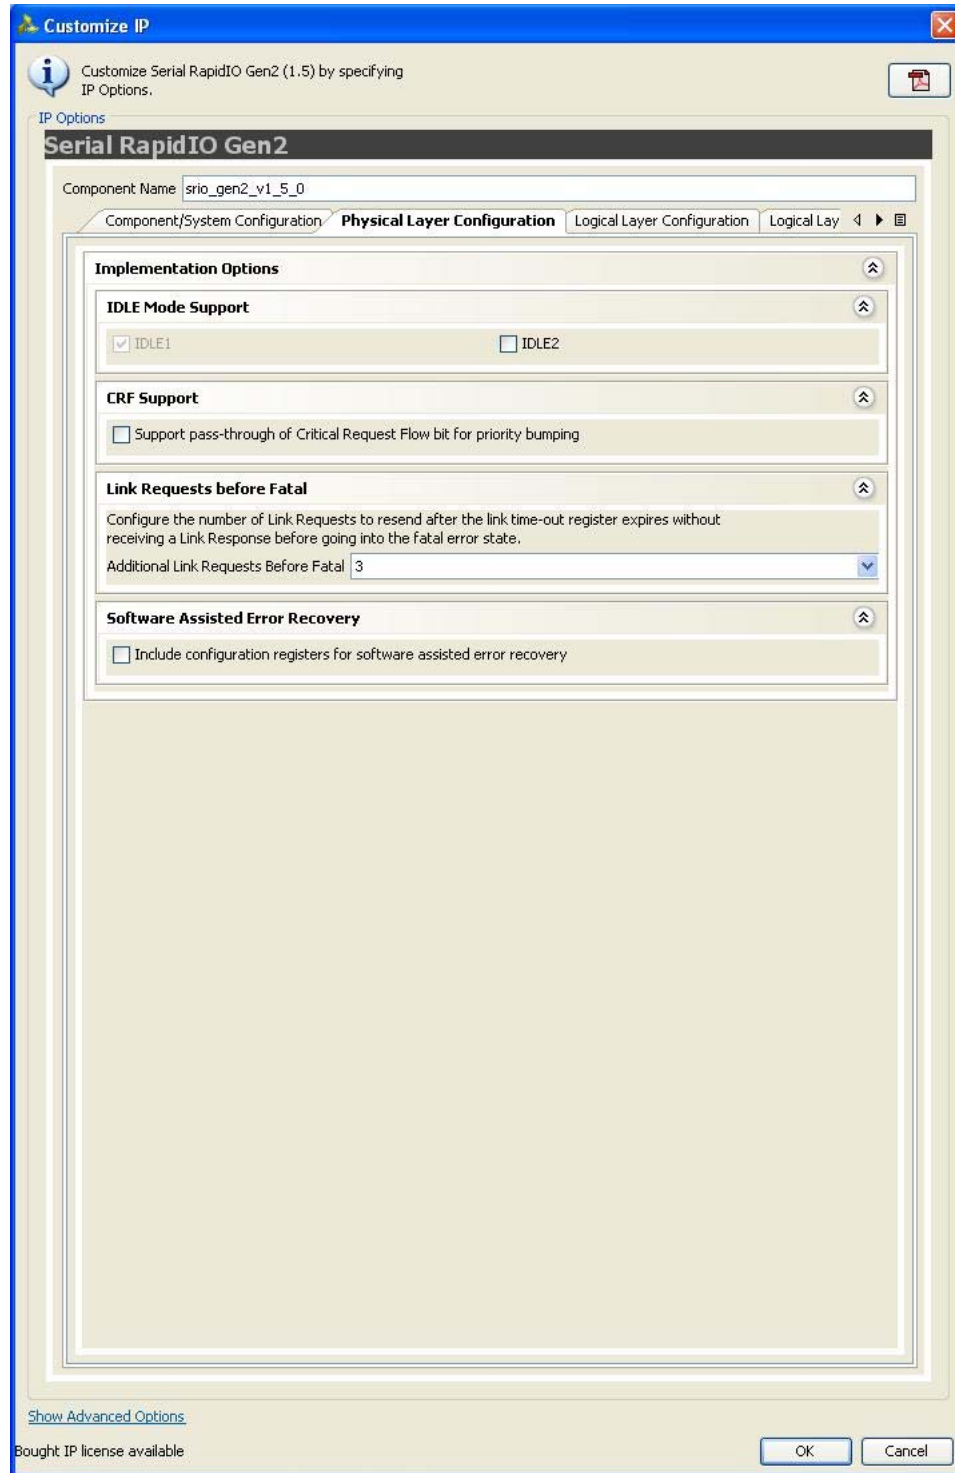 Customize IP
Customize Serial RapidIO Gen2 (1.5) by specifying
IP Options.
IP Options
Serial RapidIO Gen2
Component Name srio_gen2_v1_5_0
Component/System Configuration Physical Layer Configuration Logical Layer Configuration Logical Lay
Implementation Options
IDLE Mode Support
IDLE1 IDLE2
CRF Support
Support pass-through of Critical Request Flow bit for priority bumping
Link Requests before Fatal
Configure the number of Link Requests to resend after the link time-out register expires without
receiving a Link Response before going into the fatal error state.
Additional Link Requests Before Fatal 3
Software Assisted Error Recovery
Include configuration registers for software assisted error recovery
Show Advanced Options
Bought IP license available OK Cancel